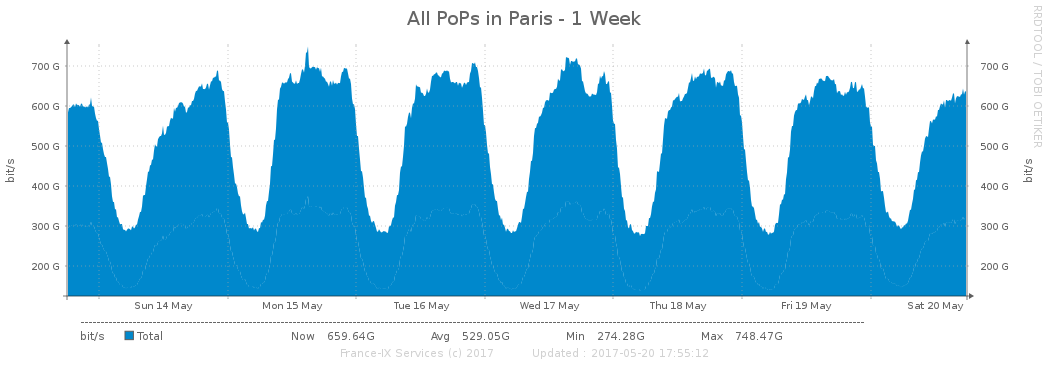 All PoPs in Paris - 1 Week
RRDTOOL / TOBI OETIKER
bit/s
bit/s
700 G 700 G
600 G 600 G
500 G 500 G
400 G 400 G
300 G 300 G
200 G 200 G
Sun 14 May Mon 15 May Tue 16 May Wed 17 May Thu 18 May Fri 19 May Sat 20 May
bit/s Total Now 659.64G Avg 529.05G Min 274.28G Max 748.47G
France-IX Services (c) 2017 Updated : 2017-05-20 17:55:12